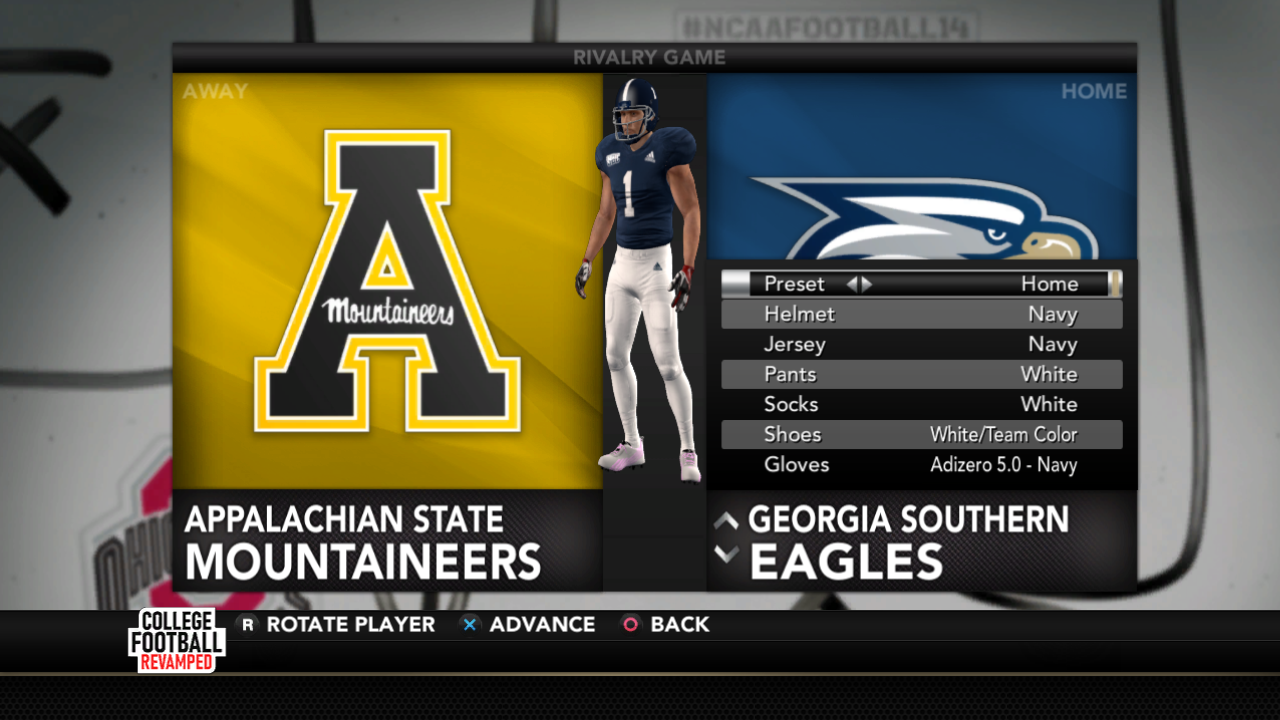 #NCAAFOOTBALL14
RIVALRY GAME
AWAY
HOME
Mountaineers
1
Preset Home
Helmet Navy
Jersey Navy
Pants White
Socks White
Shoes White/Team Color
Gloves Adizero 5.0 - Navy
APPALACHIAN STATE
MOUNTAINEERS
GEORGIA SOUTHERN
EAGLES
COLLEGE
FOOTBALL
REVAMPED
R ROTATE PLAYER ADVANCE BACK